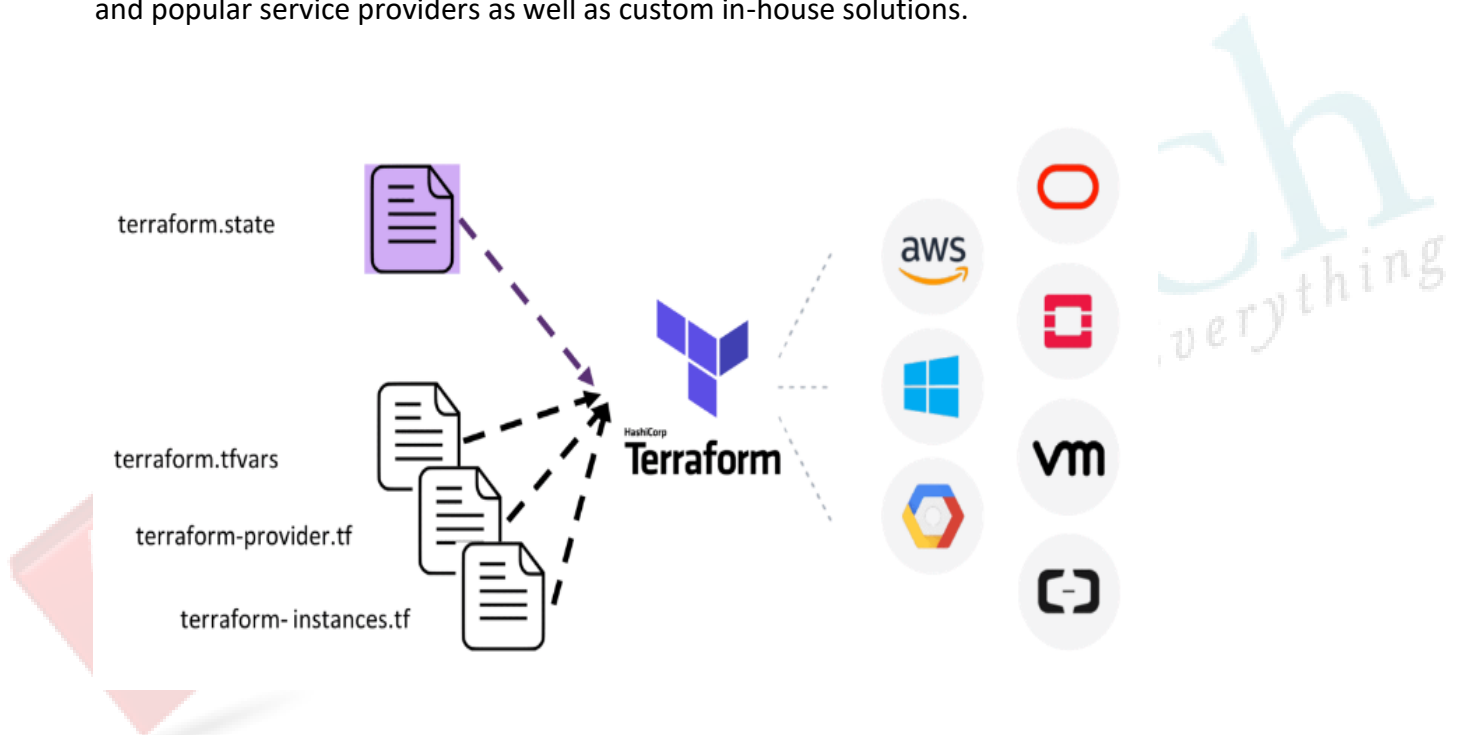 and popular service providers as well as custom in-house solutions.
terraform.state
aws
HashiCorp
Terraform
terraform.tfvars
vm
terraform-provider.tf
terraform- instances.tf
ch
verything